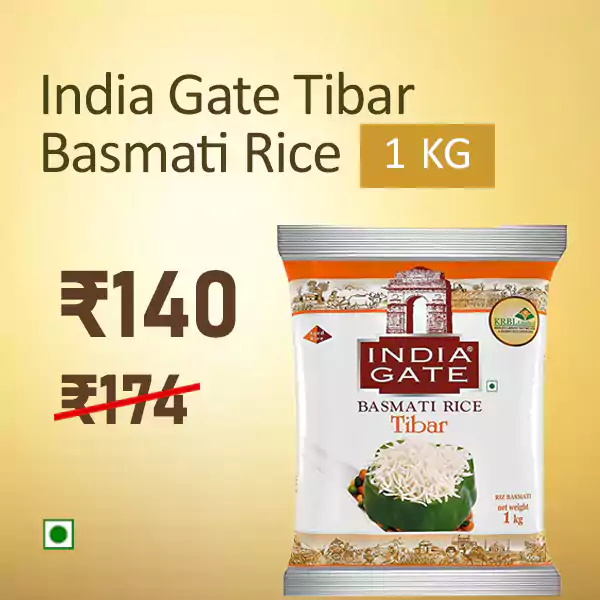 India Gate Tibar
Basmati Rice 1 KG
₹140
₹174
KRBL
INDIA
GATE®
BASMATI RICE
Tibar
RIZ BASMATI
net weight
1 kg